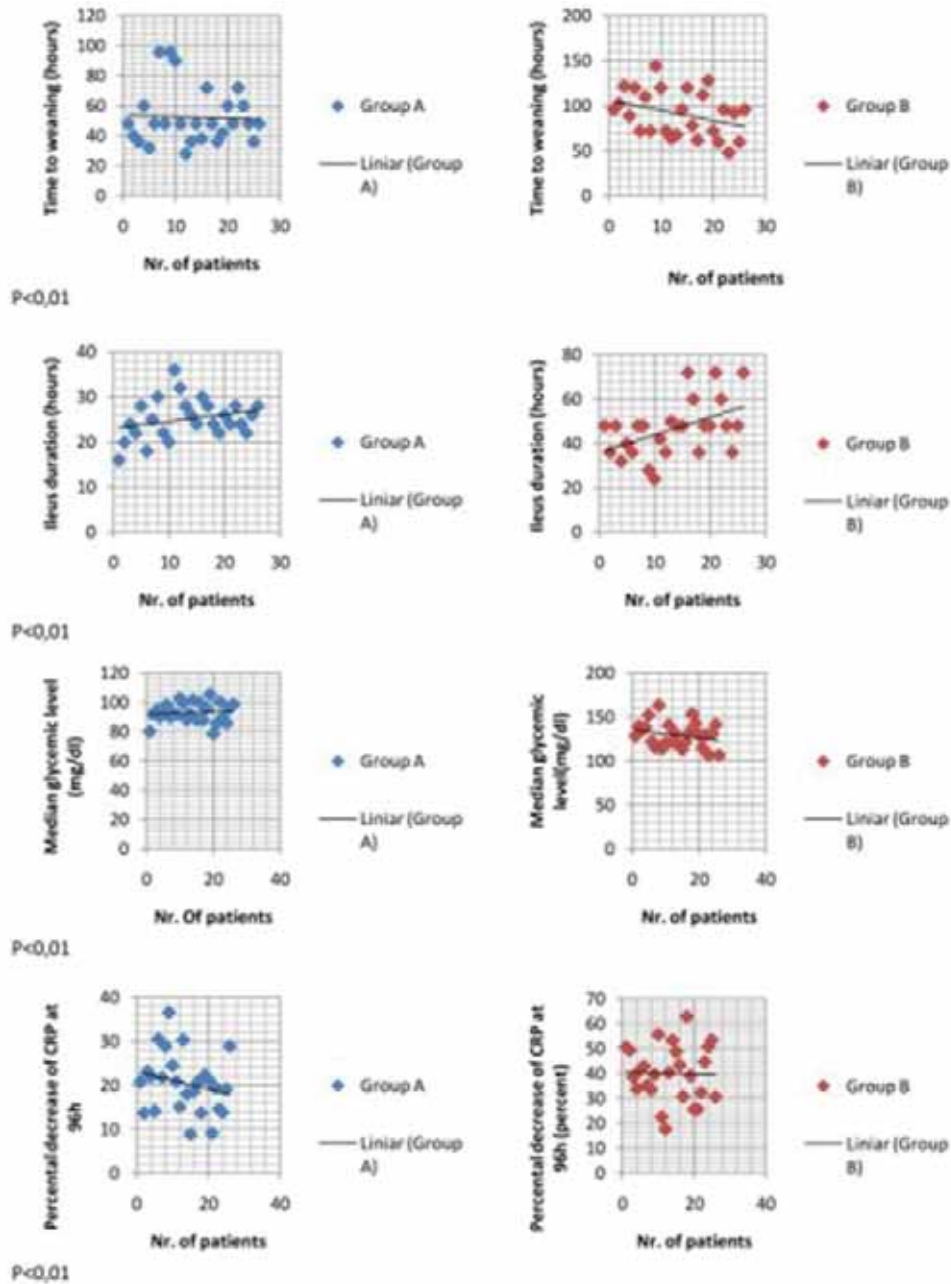 Time to weaning (hours)
120
100
80
60
40
20
0
0 10 20 30
Nr. of patients
Group A
Liniar (Group
A)
Time to weaning (hours)
200
150
100
50
0
0 10 20 30
Nr. of patients
Group B
Liniar (Group
B)
P<0,01
Ileus duration (hours)
40
30
20
10
0
0 10 20 30
Nr. of patients
Group A
Liniar (Group
A)
Ileus duration (hours)
80
60
40
20
0
0 10 20 30
Nr. of patients
Group B
Liniar (Group
B)
P<0,01
Median glycemic level
(mg/dl)
120
100
80
60
40
20
0
0 20 40
Nr. Of patients
Group A
Liniar (Group
A)
Median glycemic
level(mg/dl)
200
150
100
50
0
0 20 40
Nr. of patients
Group B
Liniar (Group
B)
P<0,01
Percental decrease of CRP at
96h
40
30
20
10
0
0 20 40
Nr. of patients
Group A
Liniar (Group
A)
Percental decrease of CRP at
96h (percent)
70
60
50
40
30
20
10
0
0 20 40
Nr. of patients
Group B
Liniar (Group
B)
P<0,01